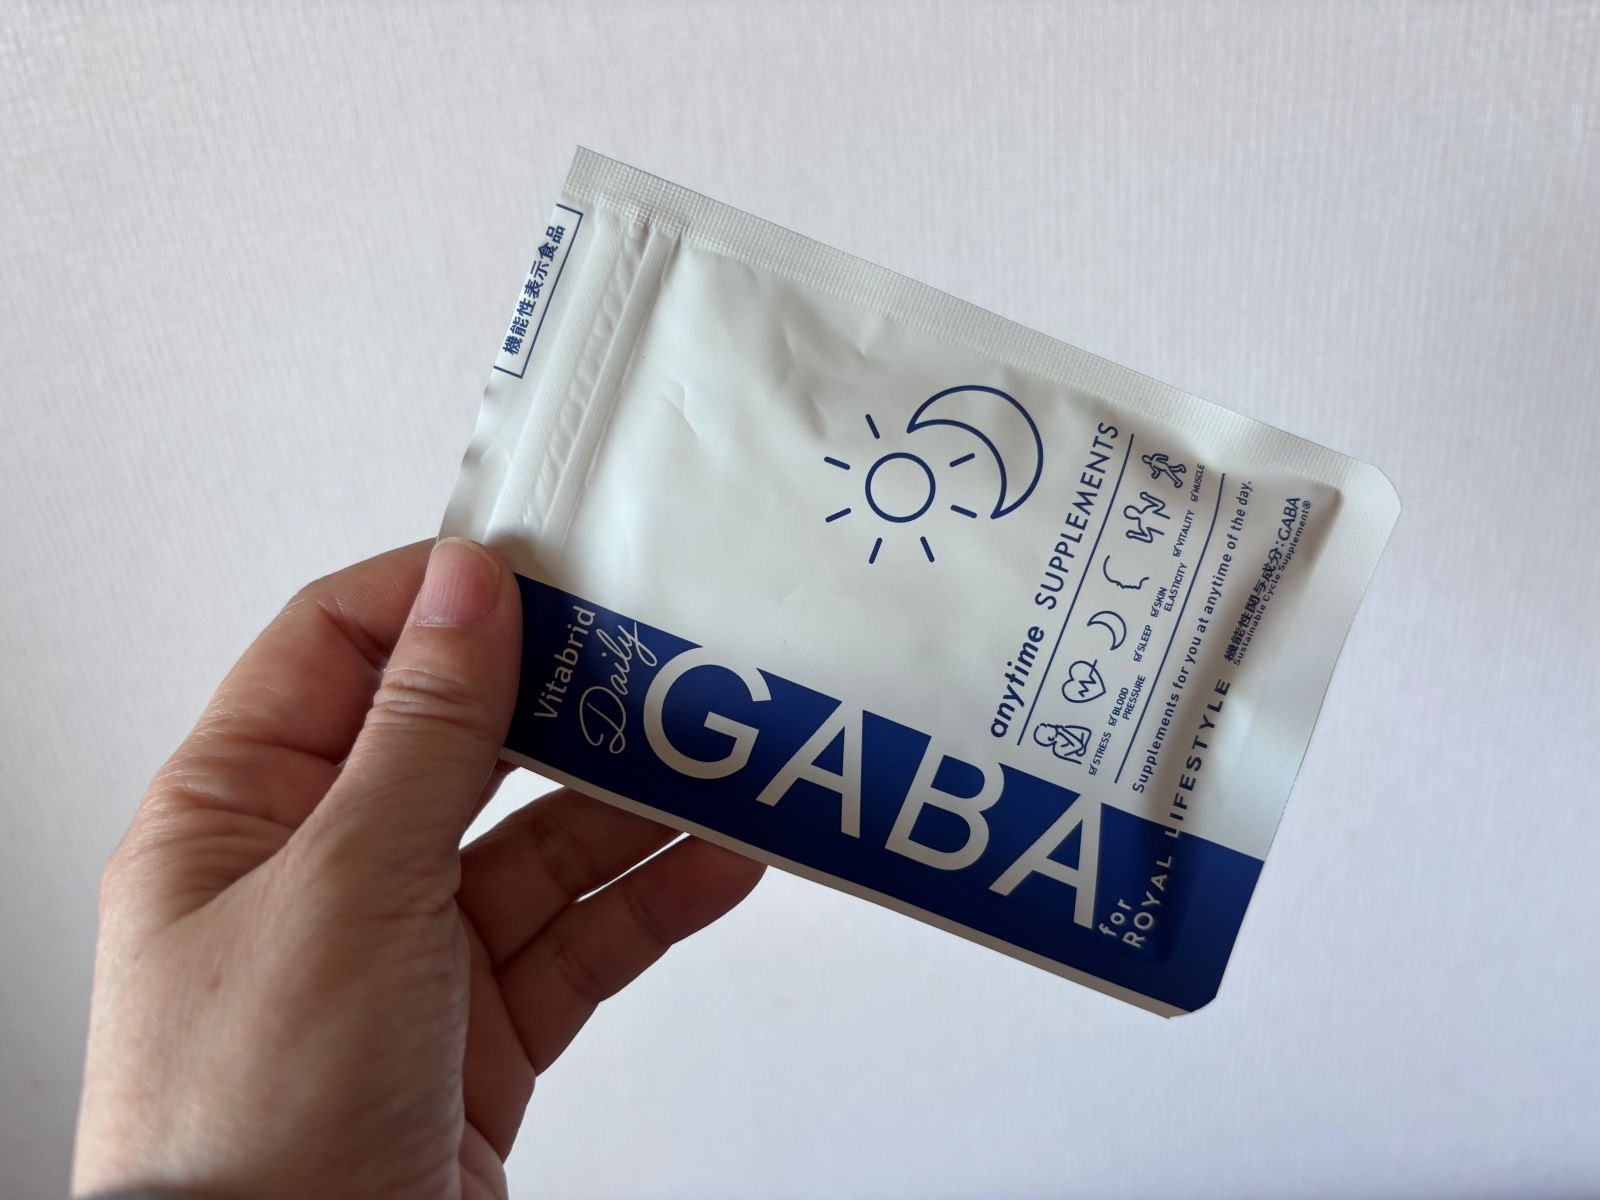 機能性表示食品
Vitabrid
Daily
GABA
for
ROYAL LIFESTYLE
anytime SUPPLEMENTS
STRESS
BLOOD
PRESSURE
SLEEP
SKIN
ELASTICITY
VITALITY
MUSCLE
Supplements for you at anytime of the day.
機能性関与成分:GABA
Sustainable Cycle Supplement®